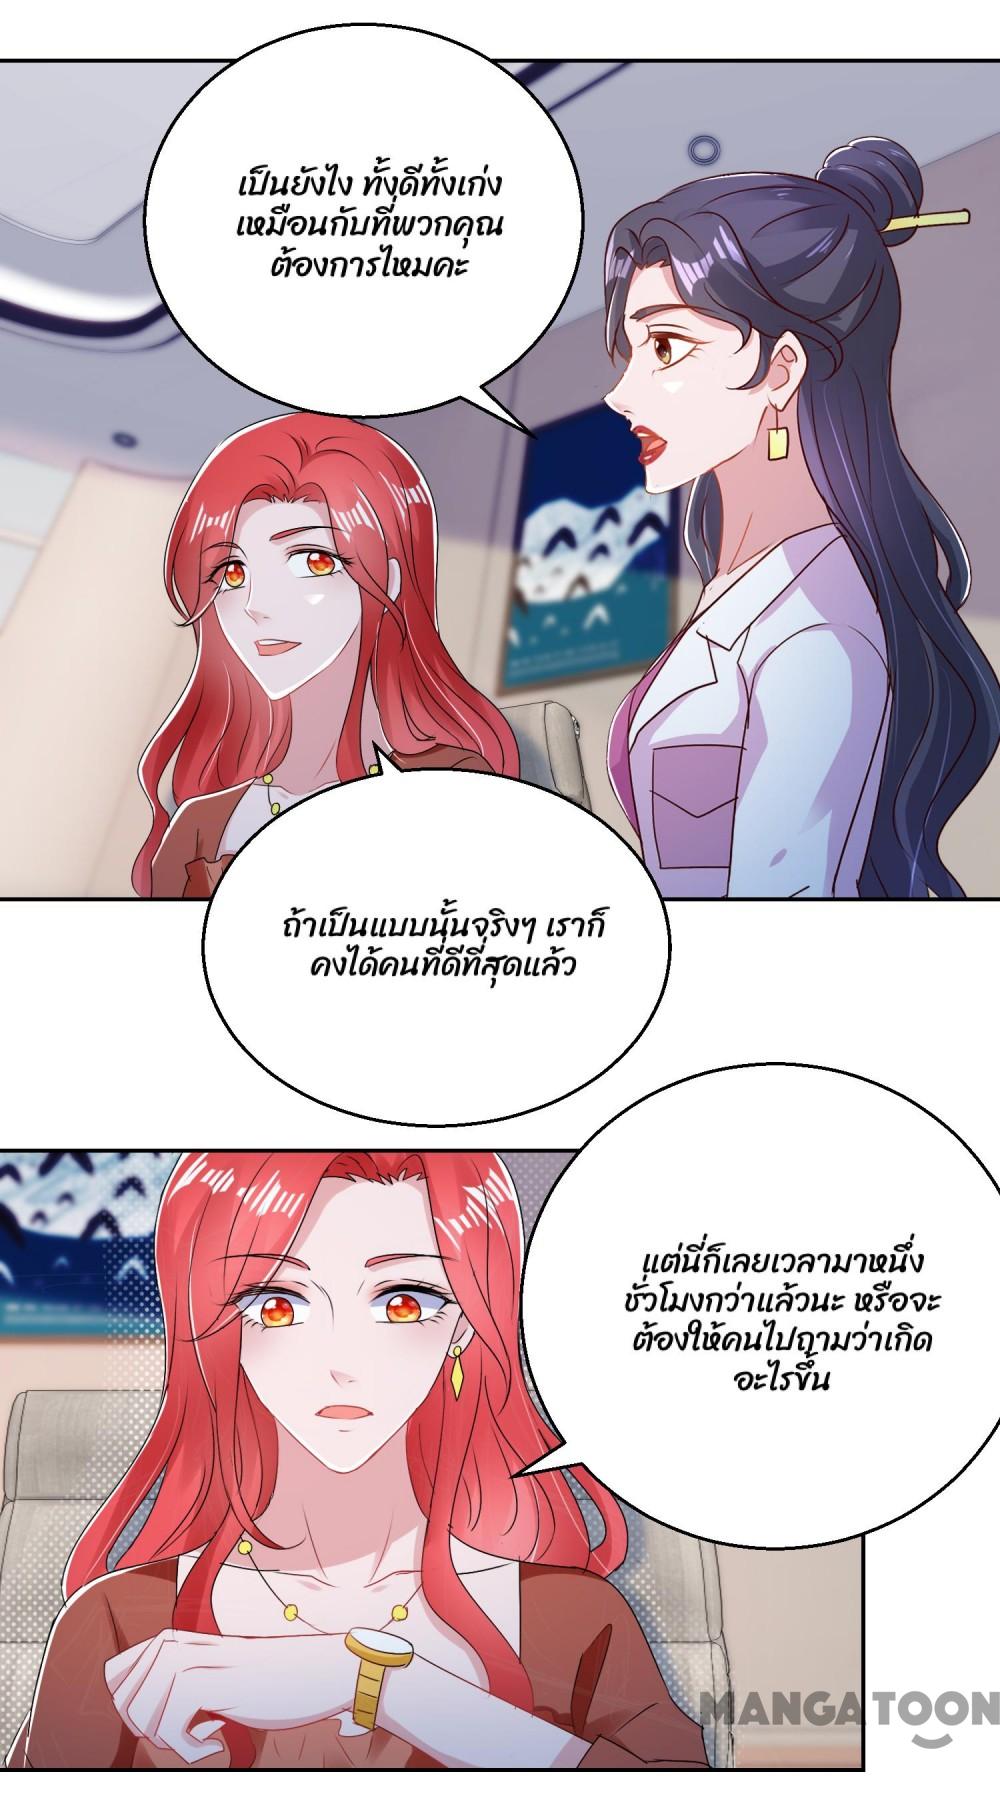 เป็นยังไง ทั้งดีทั้งเก่ง
เหมือนกับที่พวกคุณ
ต้องการไหมคะ
ถ้าเป็นแบบนั้นจริงๆ เราก็
คงได้คนที่ดีที่สุดแล้ว
แต่นี่ก็เลยเวลามาหนึ่ง
ชั่วโมงกว่าแล้วนะ หรือจะ
ต้องให้คนไปถามว่าเกิด
อะไรขึ้น
MANGATOON